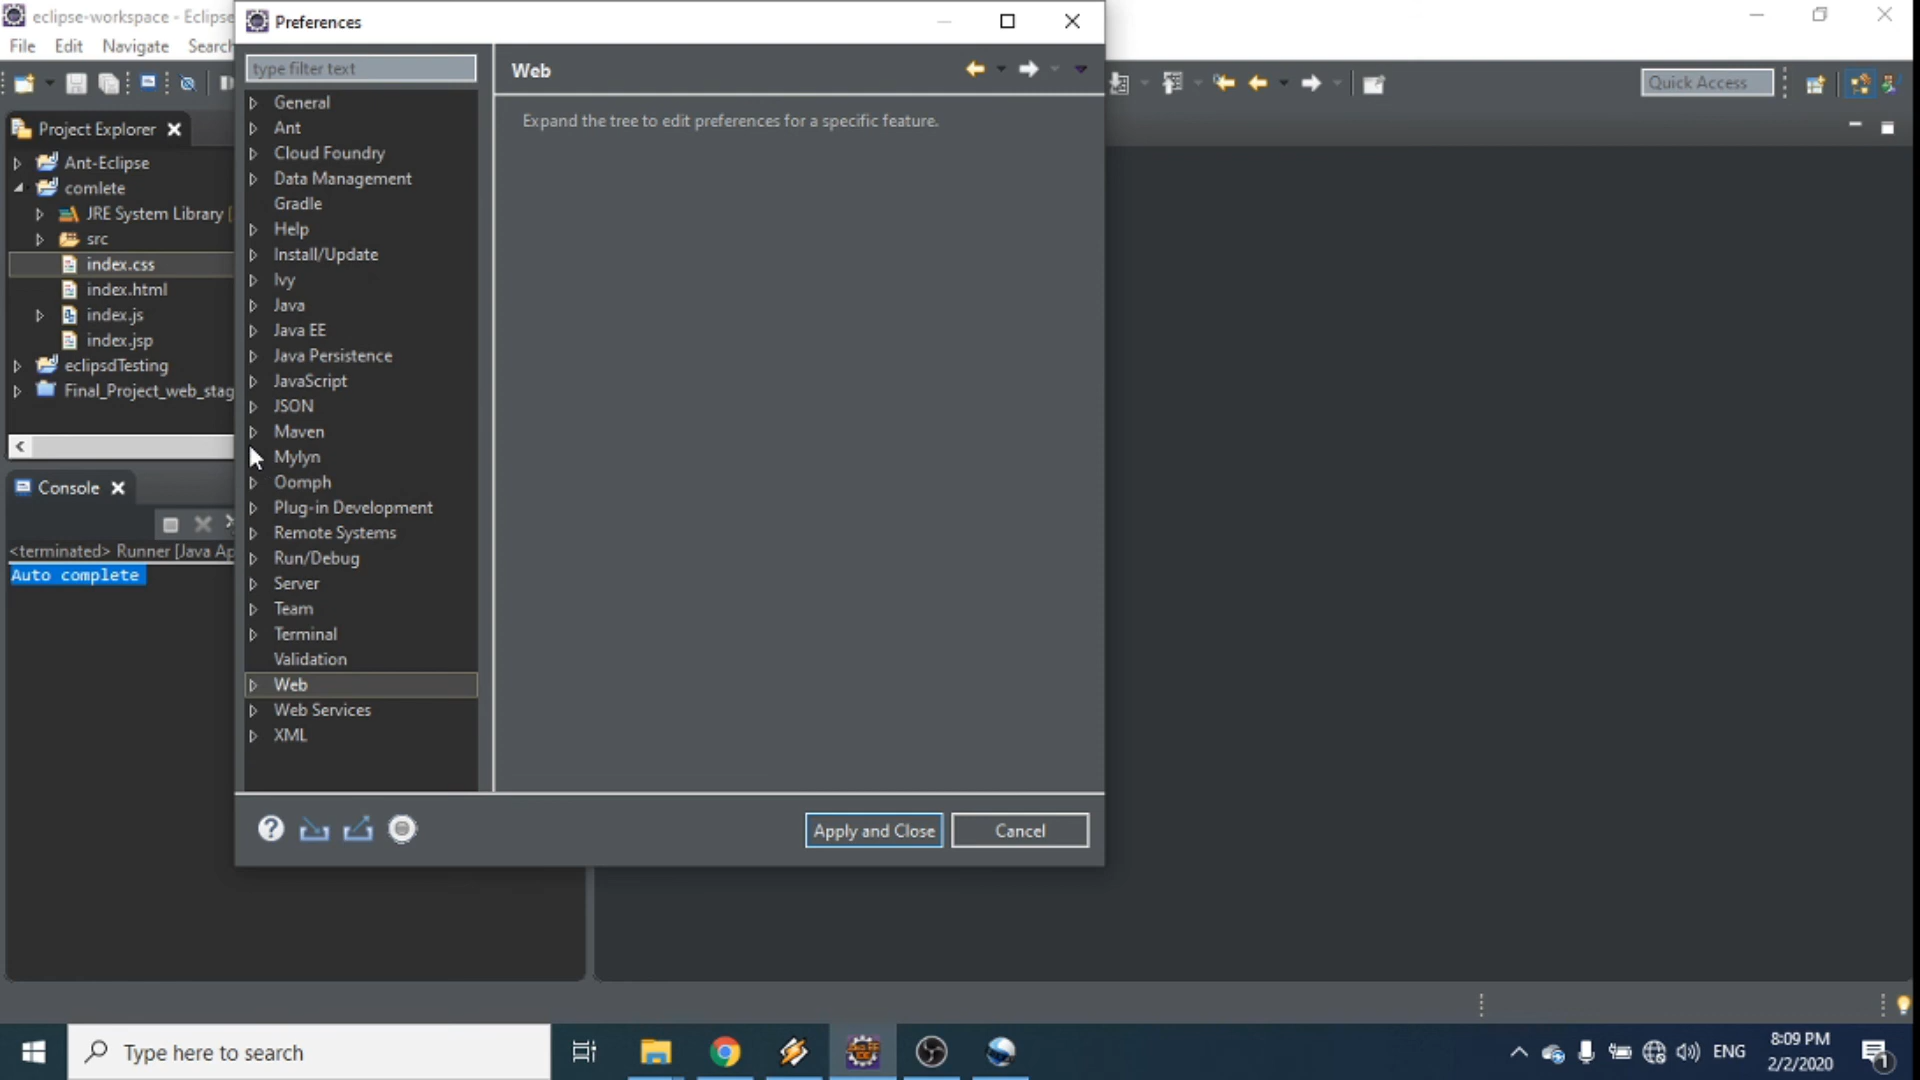 eclipse-workspace - Eclipse
File Edit Navigate Search
Preferences
type filter text
Web
Quick Access
General
Ant
Cloud Foundry
Data Management
Gradle
Help
Install/Update
Ivy
Java
Java EE
Java Persistence
JavaScript
JSON
Maven
Mylyn
Oomph
Plug-in Development
Remote Systems
Run/Debug
Server
Team
Terminal
Validation
Web
Web Services
XML
Expand the tree to edit preferences for a specific feature.
Apply and Close
Cancel
Project Explorer
Ant-Eclipse
comlete
JRE System Library [
src
index.css
index.html
index.js
index.jsp
eclipsdTesting
Final_Project_web_stag
Console
<terminated> Runner [Java Ap
Auto complete
Type here to search
ENG
8:09 PM
2/2/2020
1